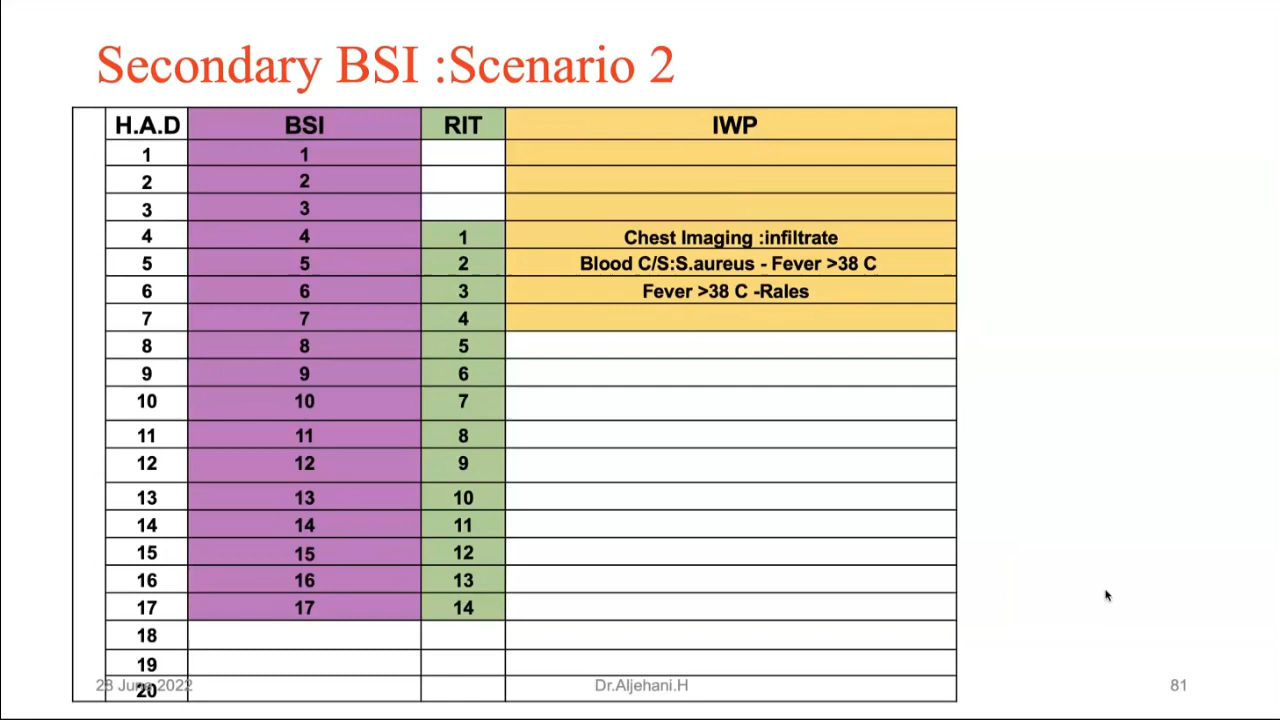 Secondary BSI :Scenario 2
H.A.D BSI RIT IWP
1 1
2 2
3 3
4 4 1 Chest Imaging :infiltrate
5 5 2 Blood C/S:S.aureus - Fever >38 C
6 6 3 Fever >38 C -Rales
7 7 4
8 8 5
9 9 6
10 10 7
11 11 8
12 12 9
13 13 10
14 14 11
15 15 12
16 16 13
17 17 14
18
19
20
23 June 2022 Dr.Aljehani.H 81